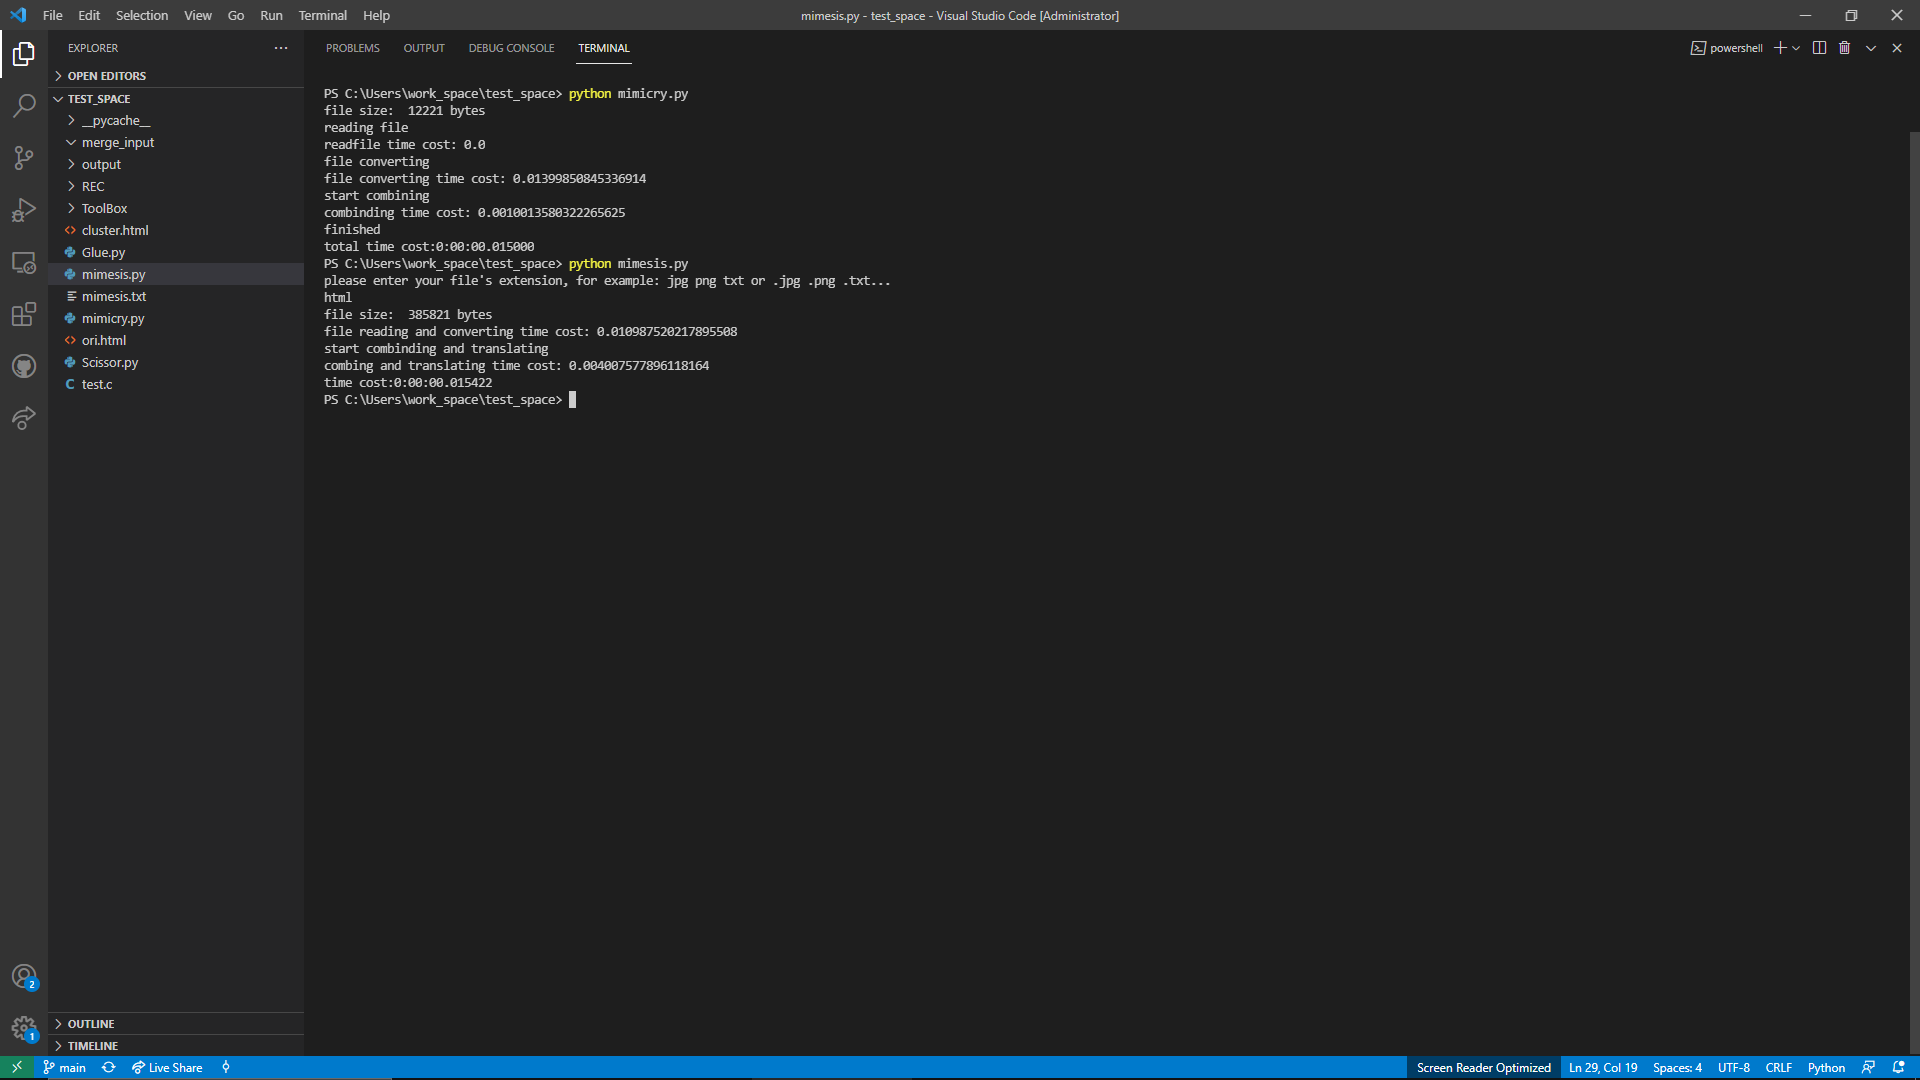 File Edit Selection View Go Run Terminal Help
mimesis.py - test_space - Visual Studio Code [Administrator]
EXPLORER
OPEN EDITORS
TEST_SPACE
__pycache__
merge_input
output
REC
ToolBox
cluster.html
Glue.py
mimesis.py
mimesis.txt
mimicry.py
ori.html
Scissor.py
C test.c
OUTLINE
TIMELINE
2
1
PROBLEMS OUTPUT DEBUG CONSOLE TERMINAL
powershell
PS C:\Users\work_space\test_space> python mimicry.py
file size:  12221 bytes
reading file
readfile time cost: 0.0
file converting
file converting time cost: 0.01399850845336914
start combining
combinding time cost: 0.0010013580322265625
finished
total time cost:0:00:00.015000
PS C:\Users\work_space\test_space> python mimesis.py
please enter your file's extension, for example: jpg png txt or .jpg .png .txt...
html
file size:  385821 bytes
file reading and converting time cost: 0.010987520217895508
start combinding and translating
combing and translating time cost: 0.004007577896118164
time cost:0:00:00.015422
PS C:\Users\work_space\test_space>
main Live Share
Screen Reader Optimized Ln 29, Col 19 Spaces: 4 UTF-8 CRLF Python